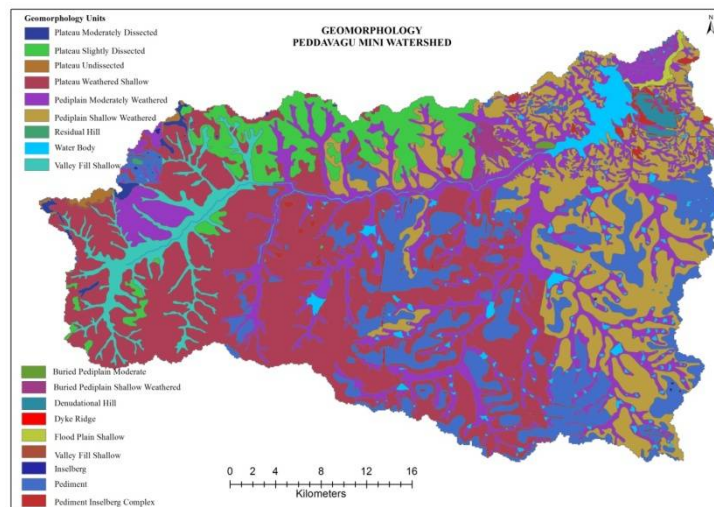 Geomorphology Units
Plateau Moderately Dissected
Plateau Slightly Dissected
Plateau Undissected
Plateau Weathered Shallow
Pediplain Moderately Weathered
Pediplain Shallow Weathered
Residual Hill
Water Body
Valley Fill Shallow
GEOMORPHOLOGY
PEDDAVAGU MINI WATERSHED
N
Buried Pediplain Moderate
Buried Pediplain Shallow Weathered
Denudational Hill
Dyke Ridge
Flood Plain Shallow
Valley Fill Shallow
Inselberg
Pediment
Pediment Inselberg Complex
0 2 4 8 12 16
Kilometers